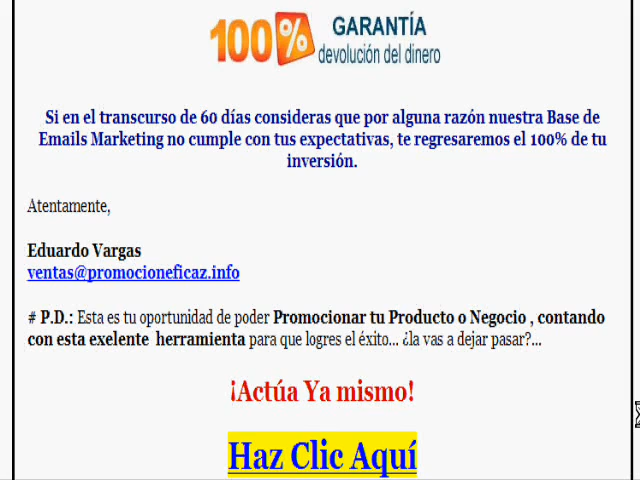 100% GARANTÍA
devolución del dinero
Si en el transcurso de 60 días consideras que por alguna razón nuestra Base de
Emails Marketing no cumple con tus expectativas, te regresaremos el 100% de tu
inversión.
Atentamente,
Eduardo Vargas
ventas@promocioneficaz.info
# P.D.: Esta es tu oportunidad de poder Promocionar tu Producto o Negocio , contando
con esta exelente herramienta para que logres el éxito... ¿la vas a dejar pasar?...
¡Actúa Ya mismo!
Haz Clic Aquí